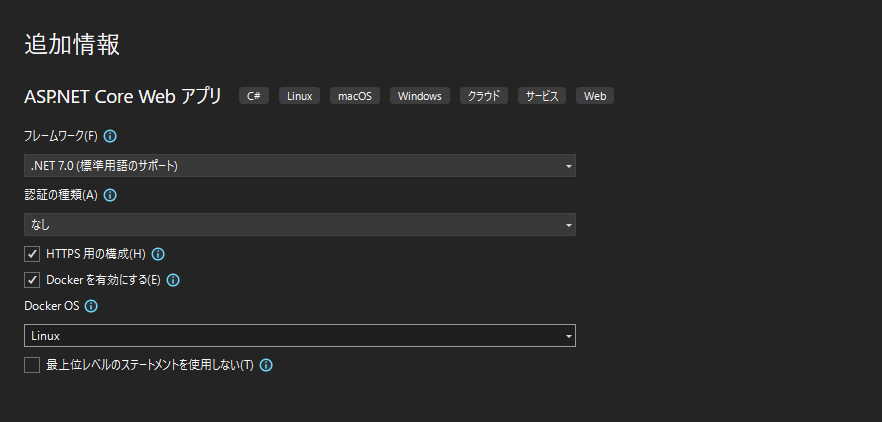 追加情報
ASP.NET Core Web アプリ C# Linux macOS Windows クラウド サービス Web
フレームワーク(F)
.NET 7.0 (標準用語のサポート)
認証の種類(A)
なし
HTTPS 用の構成(H)
Docker を有効にする(E)
Docker OS
Linux
最上位レベルのステートメントを使用しない(T)